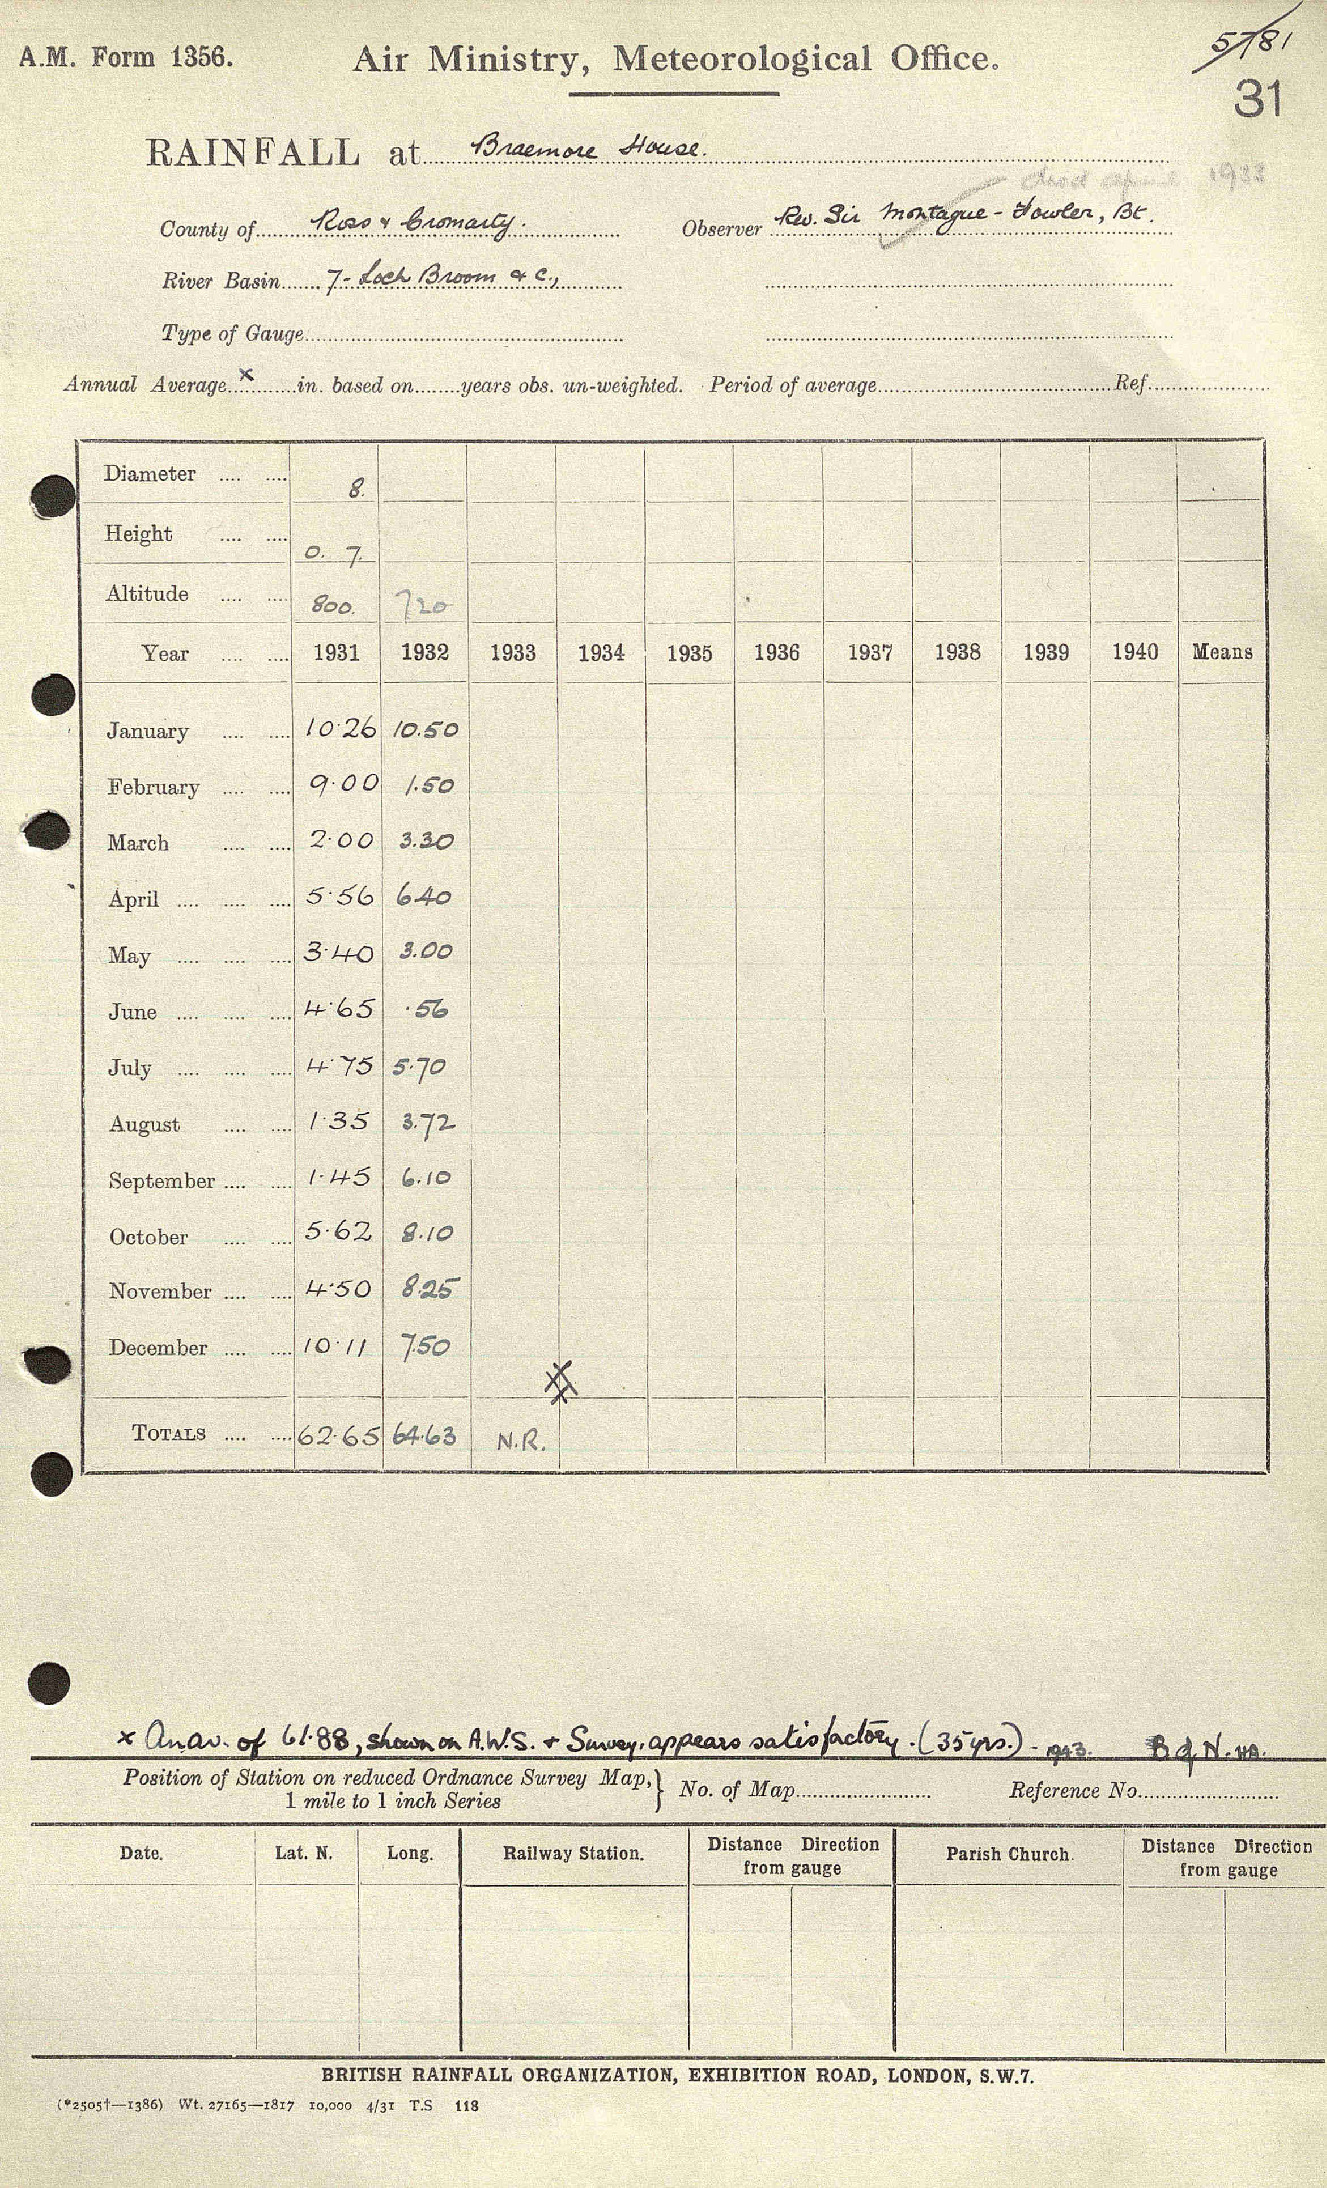 5781
A.M. Form 1356. Air Ministry, Meteorological Office.
31
RAINFALL at Braemore House.
died april 1933
County of Ross & Cromarty. Observer Rev. Sir Montague-Fowler, Bt.
River Basin 7- Loch Broom & c.,
Type of Gauge
Annual Average x in. based on years obs. un-weighted. Period of average Ref.
Diameter 8.
Height 0. 7.
Altitude 800. 720
Year 1931 1932 1933 1934 1935 1936 1937 1938 1939 1940 Means
January 10.26 10.50
February 9.00 1.50
March 2.00 3.30
April 5.56 6.40
May 3.40 3.00
June 4.65 .56
July 4.75 5.70
August 1.35 3.72
September 1.45 6.10
October 5.62 8.10
November 4.50 8.25
December 10.11 7.50
TOTALS 62.65 64.63 N.R.
x An. av. of 61.88, shown on A.W.S. + Survey, appears satisfactory. (35 yrs.) - 1943. B of N. HA.
Position of Station on reduced Ordnance Survey Map, } No. of Map Reference No.
1 mile to 1 inch Series
Date. Lat. N. Long. Railway Station. Distance Direction from gauge Parish Church. Distance Direction from gauge
BRITISH RAINFALL ORGANIZATION, EXHIBITION ROAD, LONDON, S.W.7.
(*2505†—1386) Wt. 27165—1817 10,000 4/31 T.S 118